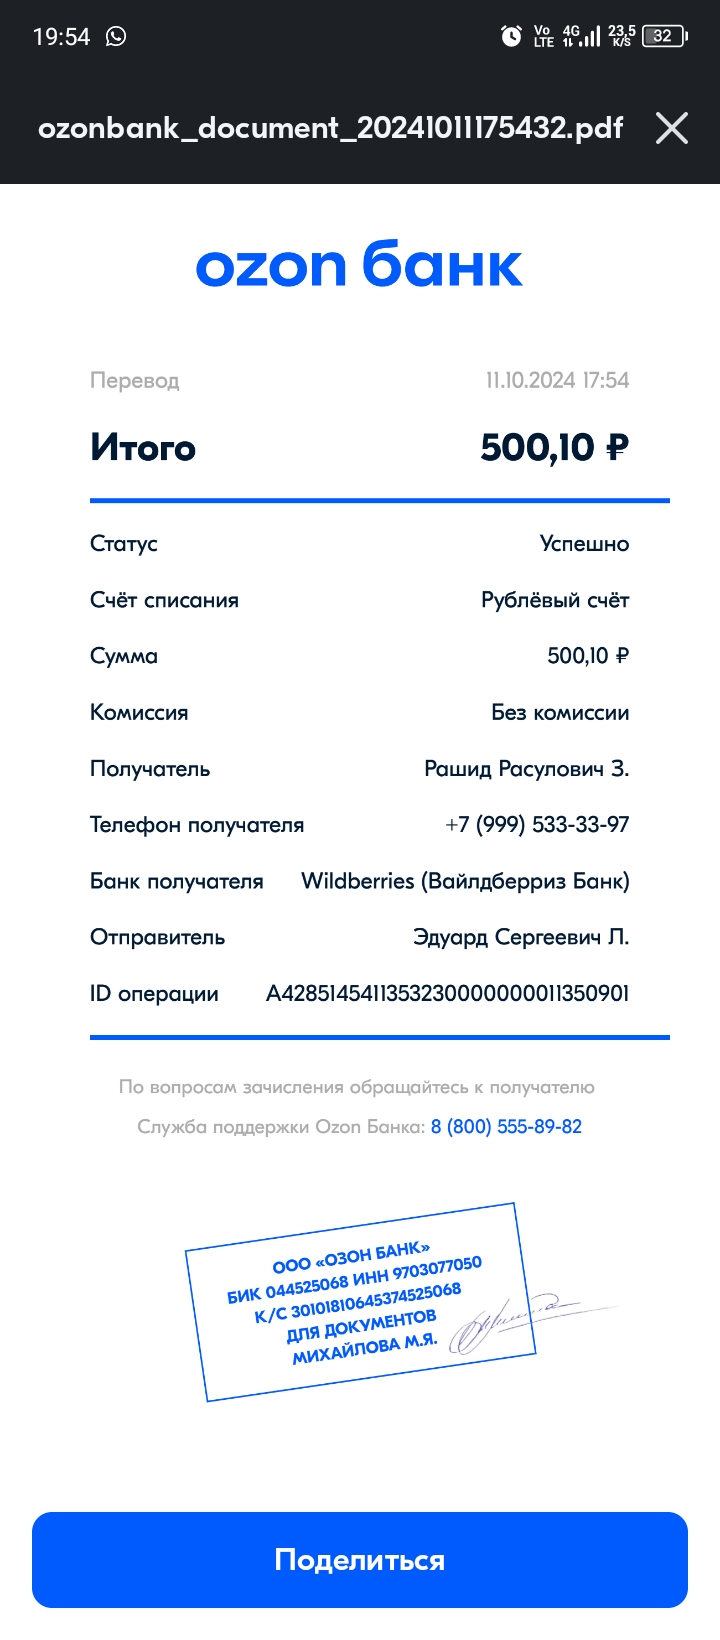 19:54
Vo LTE 4G 23,5 K/S 32
ozonbank_document_20241011175432.pdf
ozon банк
Перевод 11.10.2024 17:54
Итого 500,10 ₽
Статус Успешно
Счёт списания Рублёвый счёт
Сумма 500,10 ₽
Комиссия Без комиссии
Получатель Рашид Расулович З.
Телефон получателя +7 (999) 533-33-97
Банк получателя Wildberries (Вайлдберриз Банк)
Отправитель Эдуард Сергеевич Л.
ID операции A42851454113532300000000011350901
По вопросам зачисления обращайтесь к получателю
Служба поддержки Ozon Банка: 8 (800) 555-89-82
ООО «ОЗОН БАНК»
БИК 044525068 ИНН 9703077050
К/С 30101810645374525068
ДЛЯ ДОКУМЕНТОВ
МИХАЙЛОВА М.Я.
Поделиться